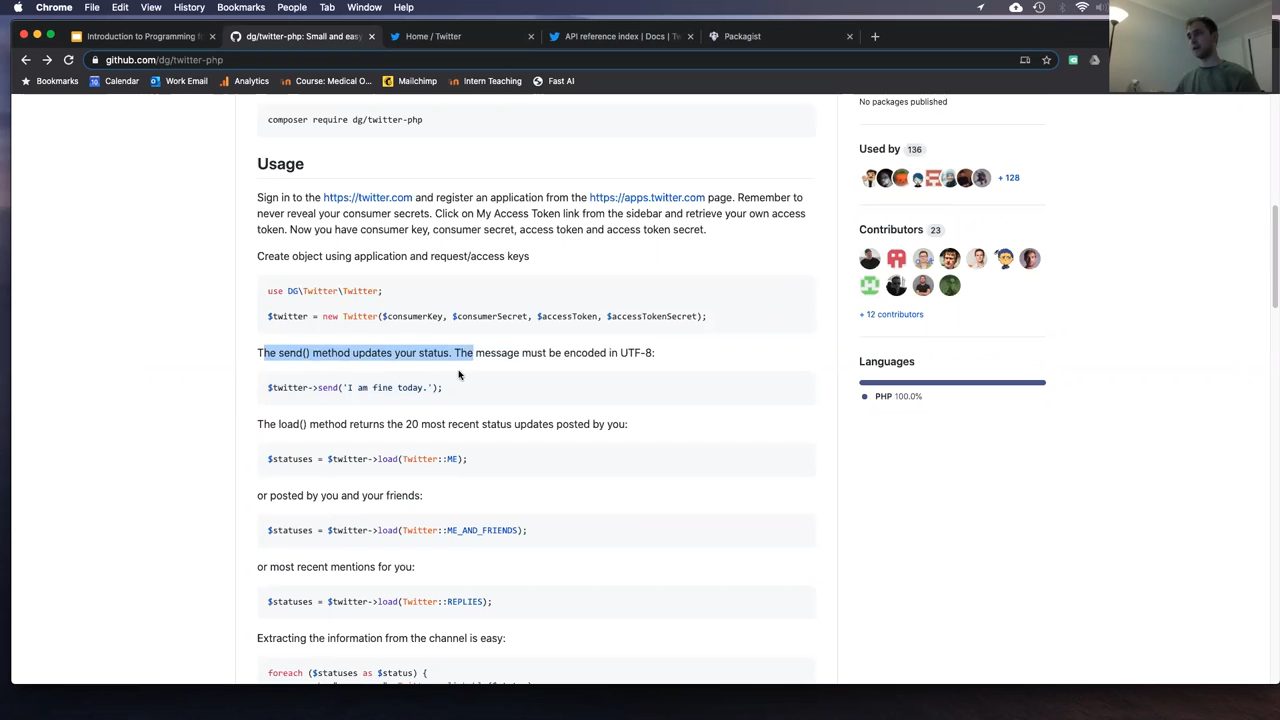 Chrome File Edit View History Bookmarks People Tab Window Help
Introduction to Programming f
dg/twitter-php: Small and easy
Home / Twitter
API reference index | Docs | Tw
Packagist
github.com/dg/twitter-php
Bookmarks
Calendar
Work Email
Analytics
Course: Medical O...
Mailchimp
Intern Teaching
Fast AI
composer require dg/twitter-php
Usage
Sign in to the https://twitter.com and register an application from the https://apps.twitter.com page. Remember to
never reveal your consumer secrets. Click on My Access Token link from the sidebar and retrieve your own access
token. Now you have consumer key, consumer secret, access token and access token secret.
Create object using application and request/access keys
use DG\Twitter\Twitter;
$twitter = new Twitter($consumerKey, $consumerSecret, $accessToken, $accessTokenSecret);
The send() method updates your status. The message must be encoded in UTF-8:
$twitter->send('I am fine today.');
The load() method returns the 20 most recent status updates posted by you:
$statuses = $twitter->load(Twitter::ME);
or posted by you and your friends:
$statuses = $twitter->load(Twitter::ME_AND_FRIENDS);
or most recent mentions for you:
$statuses = $twitter->load(Twitter::REPLIES);
Extracting the information from the channel is easy:
foreach ($statuses as $status) {
No packages published
Used by 136
+ 128
Contributors 23
+ 12 contributors
Languages
PHP 100.0%